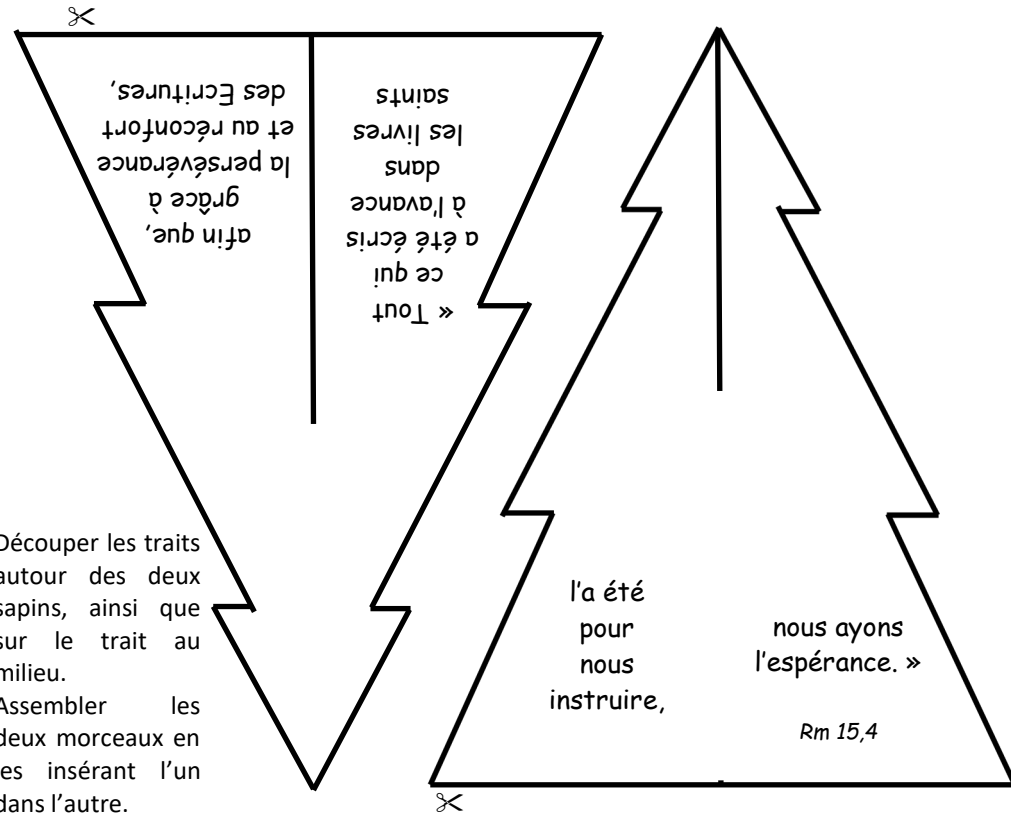 « Tout
ce qui
a été écris
à l'avance
dans
les livres
saints
afin que,
grâce à
la persévérance
et au réconfort
des Ecritures,
l'a été
pour
nous
instruire,
nous ayons
l'espérance. »
Rm 15,4
Découper les traits
autour des deux
sapins, ainsi que
sur le trait au
milieu.
Assembler les
deux morceaux en
les insérant l'un
dans l'autre.